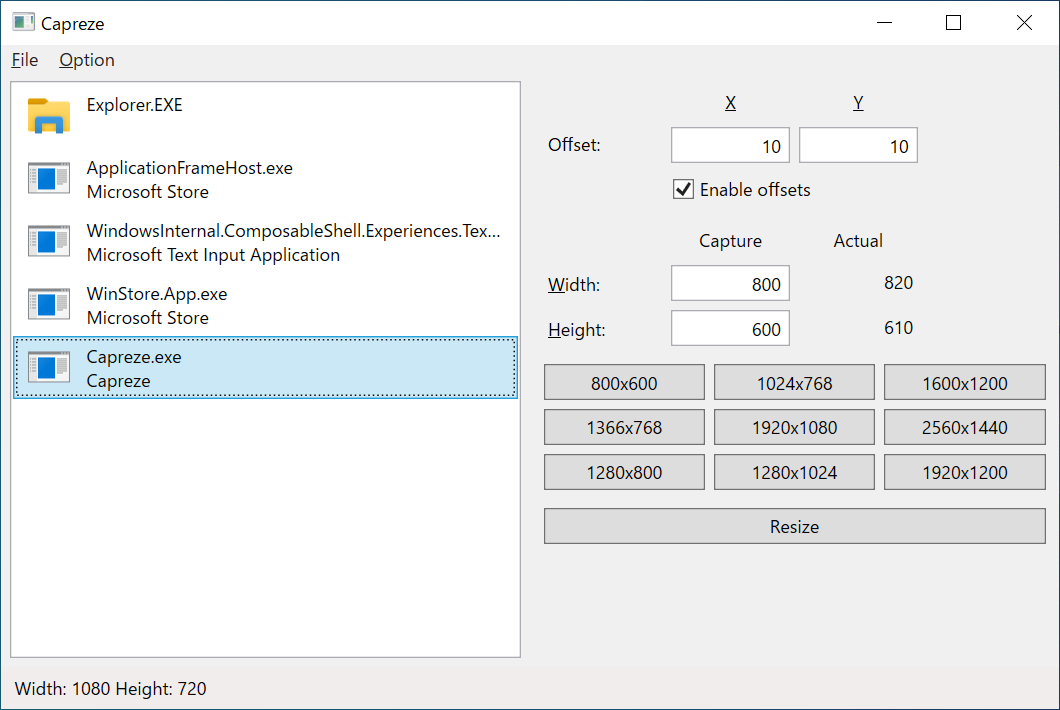 Capreze
File Option
Explorer.EXE
ApplicationFrameHost.exe
Microsoft Store
WindowsInternal.ComposableShell.Experiences.Tex...
Microsoft Text Input Application
WinStore.App.exe
Microsoft Store
Capreze.exe
Capreze
X Y
Offset: 10 10
Enable offsets
Capture Actual
Width: 800 820
Height: 600 610
800x600 1024x768 1600x1200
1366x768 1920x1080 2560x1440
1280x800 1280x1024 1920x1200
Resize
Width: 1080 Height: 720